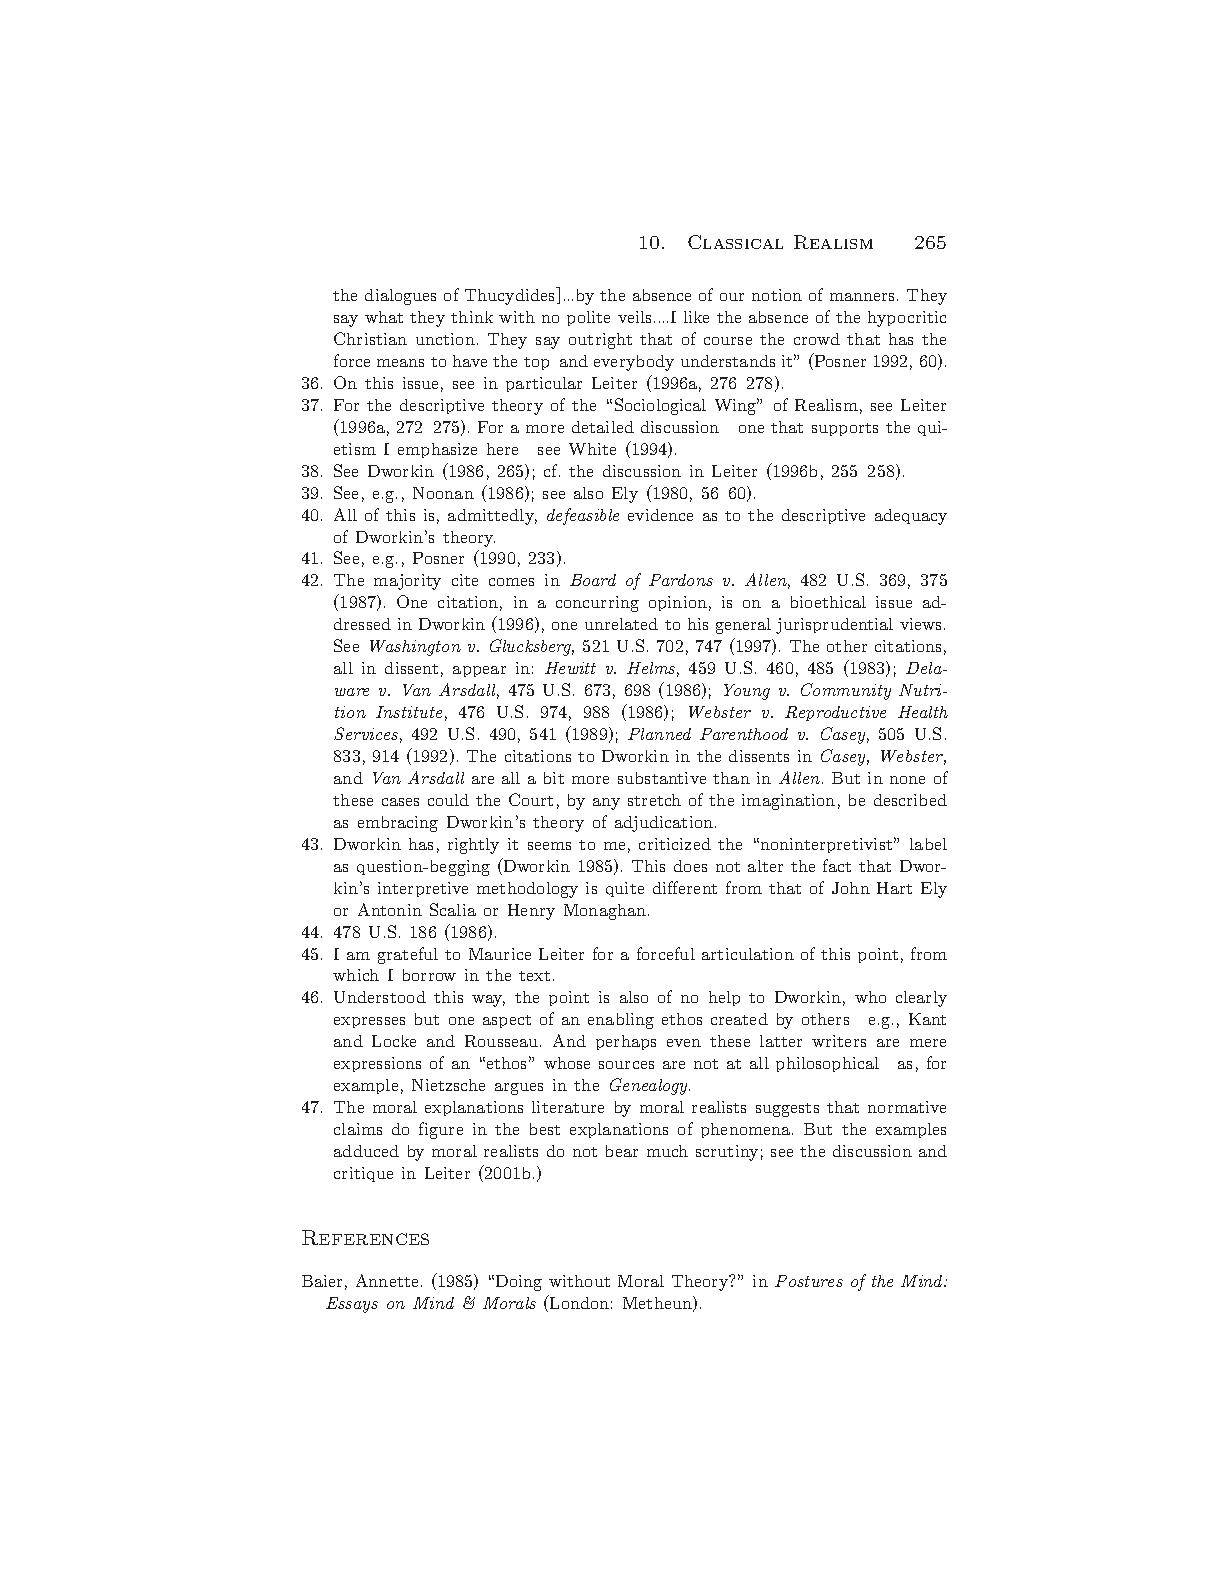 10. Classical Realism 265
the dialogues of Thucydides]...by the absence of our notion of manners. They
say what they think with no polite veils....I like the absence of the hypocritic
Christian unction. They say outright that of course the crowd that has the
force means to have the top and everybody understands it” (Posner 1992, 60).
36. On this issue, see in particular Leiter (1996a, 276 278).
37. For the descriptive theory of the “Sociological Wing” of Realism, see Leiter
(1996a, 272 275). For a more detailed discussion one that supports the qui-
etism I emphasize here see White (1994).
38. See Dworkin (1986, 265); cf. the discussion in Leiter (1996b, 255 258).
39. See, e.g., Noonan (1986); see also Ely (1980, 56 60).
40. All of this is, admittedly, defeasible evidence as to the descriptive adequacy
of Dworkin’s theory.
41. See, e.g., Posner (1990, 233).
42. The majority cite comes in Board of Pardons v. Allen, 482 U.S. 369, 375
(1987). One citation, in a concurring opinion, is on a bioethical issue ad-
dressed in Dworkin (1996), one unrelated to his general jurisprudential views.
See Washington v. Glucksberg, 521 U.S. 702, 747 (1997). The other citations,
all in dissent, appear in: Hewitt v. Helms, 459 U.S. 460, 485 (1983); Dela-
ware v. Van Arsdall, 475 U.S. 673, 698 (1986); Young v. Community Nutri-
tion Institute, 476 U.S. 974, 988 (1986); Webster v. Reproductive Health
Services, 492 U.S. 490, 541 (1989); Planned Parenthood v. Casey, 505 U.S.
833, 914 (1992). The citations to Dworkin in the dissents in Casey, Webster,
and Van Arsdall are all a bit more substantive than in Allen. But in none of
these cases could the Court, by any stretch of the imagination, be described
as embracing Dworkin’s theory of adjudication.
43. Dworkin has, rightly it seems to me, criticized the “noninterpretivist” label
as question-begging (Dworkin 1985). This does not alter the fact that Dwor-
kin’s interpretive methodology is quite different from that of John Hart Ely
or Antonin Scalia or Henry Monaghan.
44. 478 U.S. 186 (1986).
45. I am grateful to Maurice Leiter for a forceful articulation of this point, from
which I borrow in the text.
46. Understood this way, the point is also of no help to Dworkin, who clearly
expresses but one aspect of an enabling ethos created by others e.g., Kant
and Locke and Rousseau. And perhaps even these latter writers are mere
expressions of an “ethos” whose sources are not at all philosophical as, for
example, Nietzsche argues in the Genealogy.
47. The moral explanations literature by moral realists suggests that normative
claims do figure in the best explanations of phenomena. But the examples
adduced by moral realists do not bear much scrutiny; see the discussion and
critique in Leiter (2001b.)
References
Baier, Annette. (1985) “Doing without Moral Theory?” in Postures of the Mind:
Essays on Mind & Morals (London: Metheun).